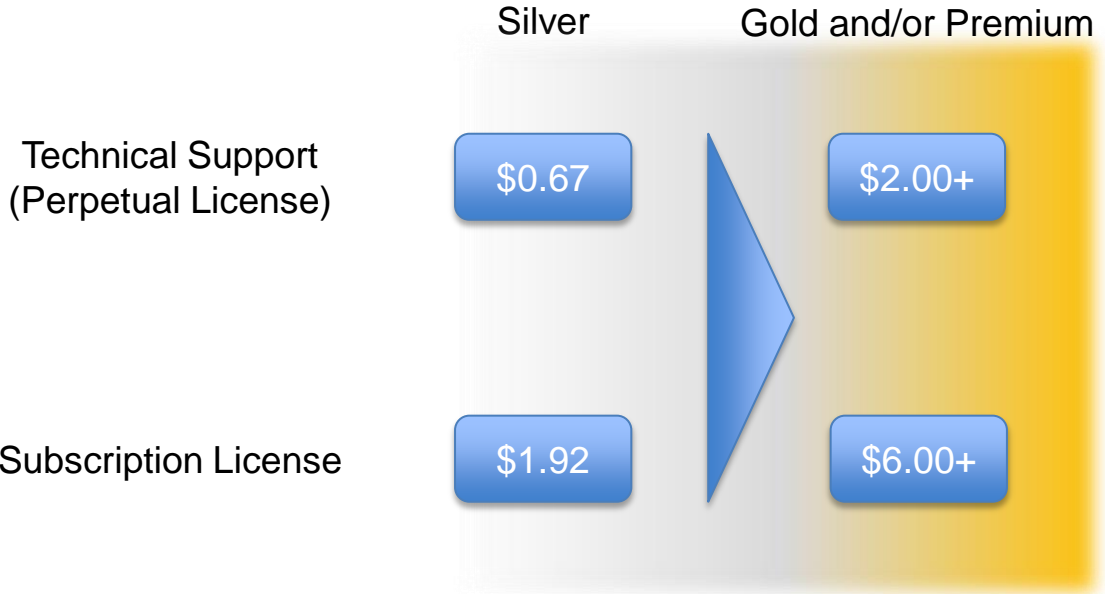 Silver
Gold and/or Premium
Technical Support
(Perpetual License)
$0.67
$2.00+
Subscription License
$1.92
$6.00+